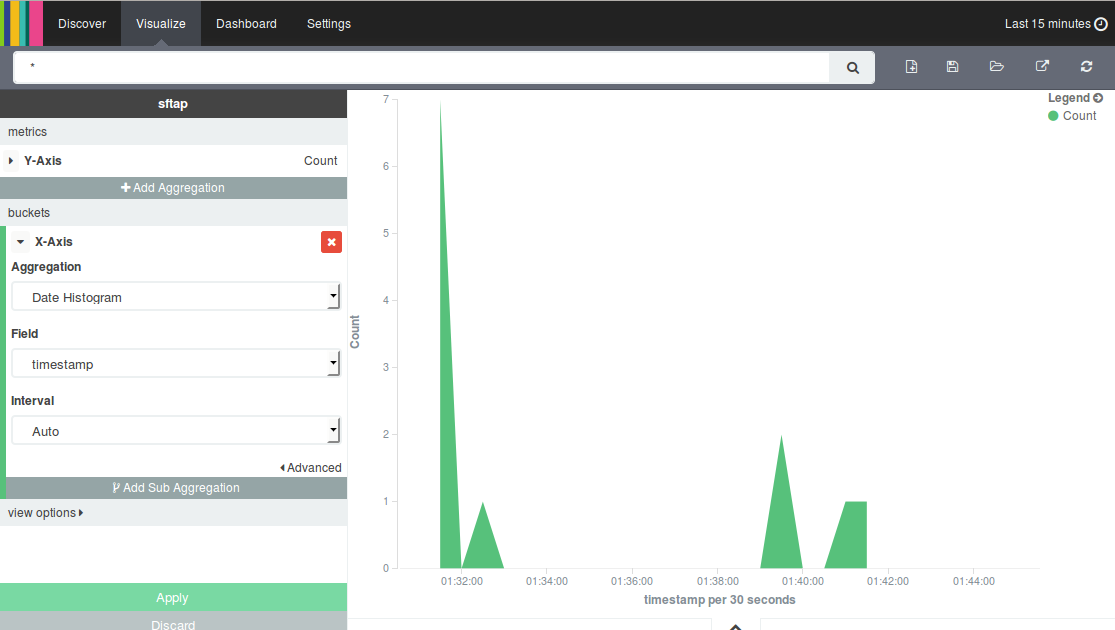 Discover Visualize Dashboard Settings Last 15 minutes
*
sftap
metrics
Y-Axis Count
Add Aggregation
buckets
X-Axis
Aggregation
Date Histogram
Field
timestamp
Interval
Auto
Advanced
Add Sub Aggregation
view options
Apply
Discard
Legend
Count
7
6
5
4
3
2
1
0
Count
01:32:00 01:34:00 01:36:00 01:38:00 01:40:00 01:42:00 01:44:00
timestamp per 30 seconds